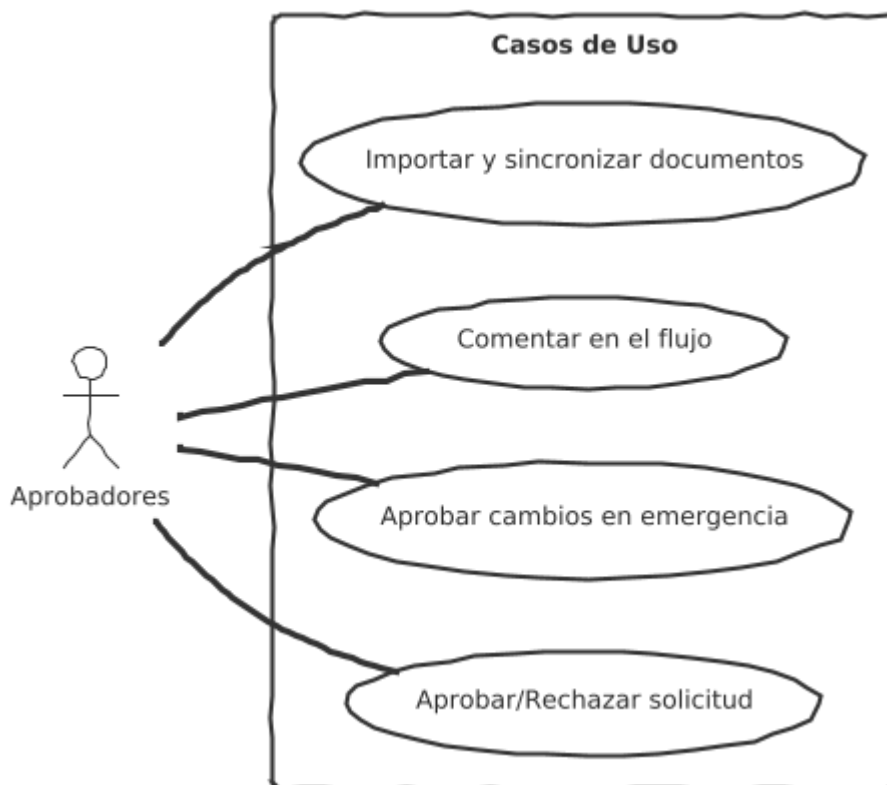 Casos de Uso
Importar y sincronizar documentos
Comentar en el flujo
Aprobadores
Aprobar cambios en emergencia
Aprobar/Rechazar solicitud